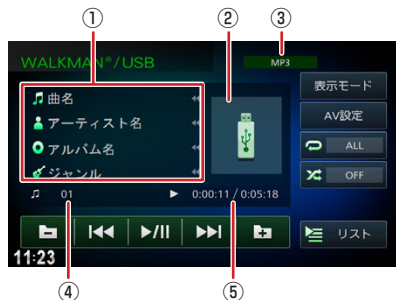 ① ② ③
WALKMAN®/USB MP3
曲名
アーティスト名
アルバム名
ジャンル
表示モード
AV設定
ALL
OFF
01 0:00:11/0:05:18
リスト
11:23
④ ⑤